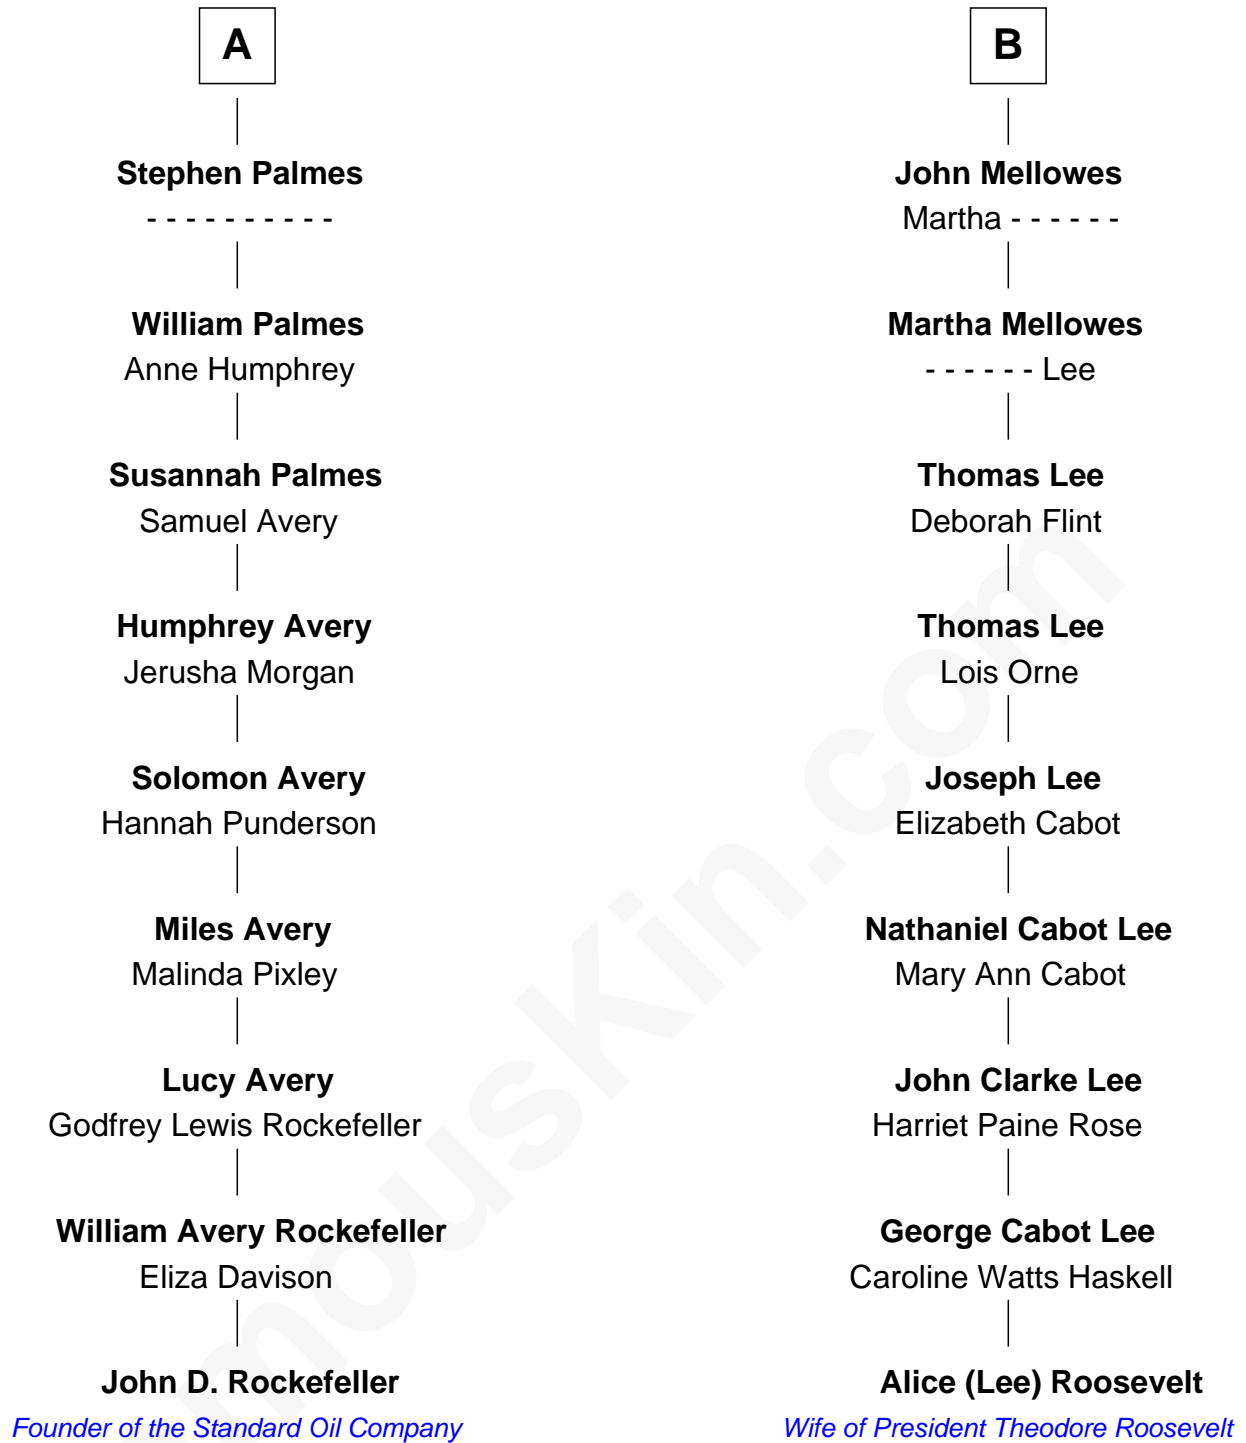 A
B
Stephen Palmes
- - - - - - - - - -
John Mellowes
Martha - - - - - -
William Palmes
Anne Humphrey
Martha Mellowes
- - - - - - Lee
Susannah Palmes
Samuel Avery
Thomas Lee
Deborah Flint
Humphrey Avery
Jerusha Morgan
Thomas Lee
Lois Orne
Solomon Avery
Hannah Punderson
Joseph Lee
Elizabeth Cabot
Miles Avery
Malinda Pixley
Nathaniel Cabot Lee
Mary Ann Cabot
Lucy Avery
Godfrey Lewis Rockefeller
John Clarke Lee
Harriet Paine Rose
William Avery Rockefeller
Eliza Davison
George Cabot Lee
Caroline Watts Haskell
John D. Rockefeller
Founder of the Standard Oil Company
Alice (Lee) Roosevelt
Wife of President Theodore Roosevelt
mousKin.com